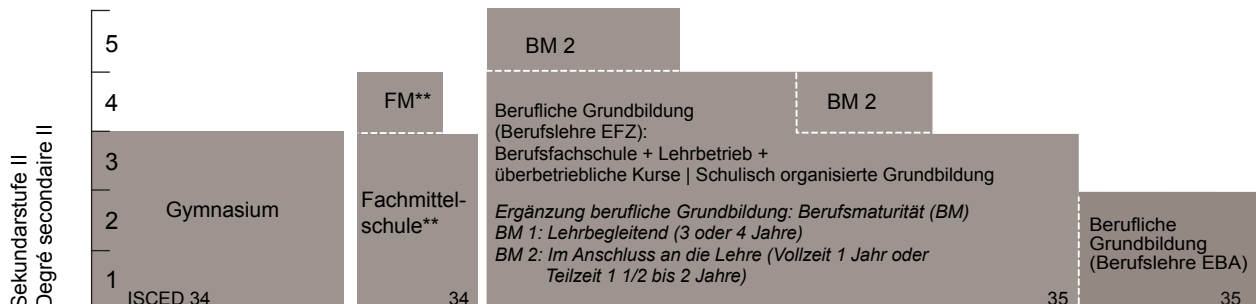 Sekundarstufe II
Degré secondaire II
5
4
3
2
1
Gymnasium
ISCED 34
FM**
Fachmittel-
schule**
34
BM 2
BM 2
Berufliche Grundbildung
(Berufslehre EFZ):
Berufsfachschule + Lehrbetrieb +
überbetriebliche Kurse | Schulisch organisierte Grundbildung
Ergänzung berufliche Grundbildung: Berufsmaturität (BM)
BM 1: Lehrbegleitend (3 oder 4 Jahre)
BM 2: Im Anschluss an die Lehre (Vollzeit 1 Jahr oder
Teilzeit 1 1/2 bis 2 Jahre)
35
Berufliche
Grundbildung
(Berufslehre EBA)
35